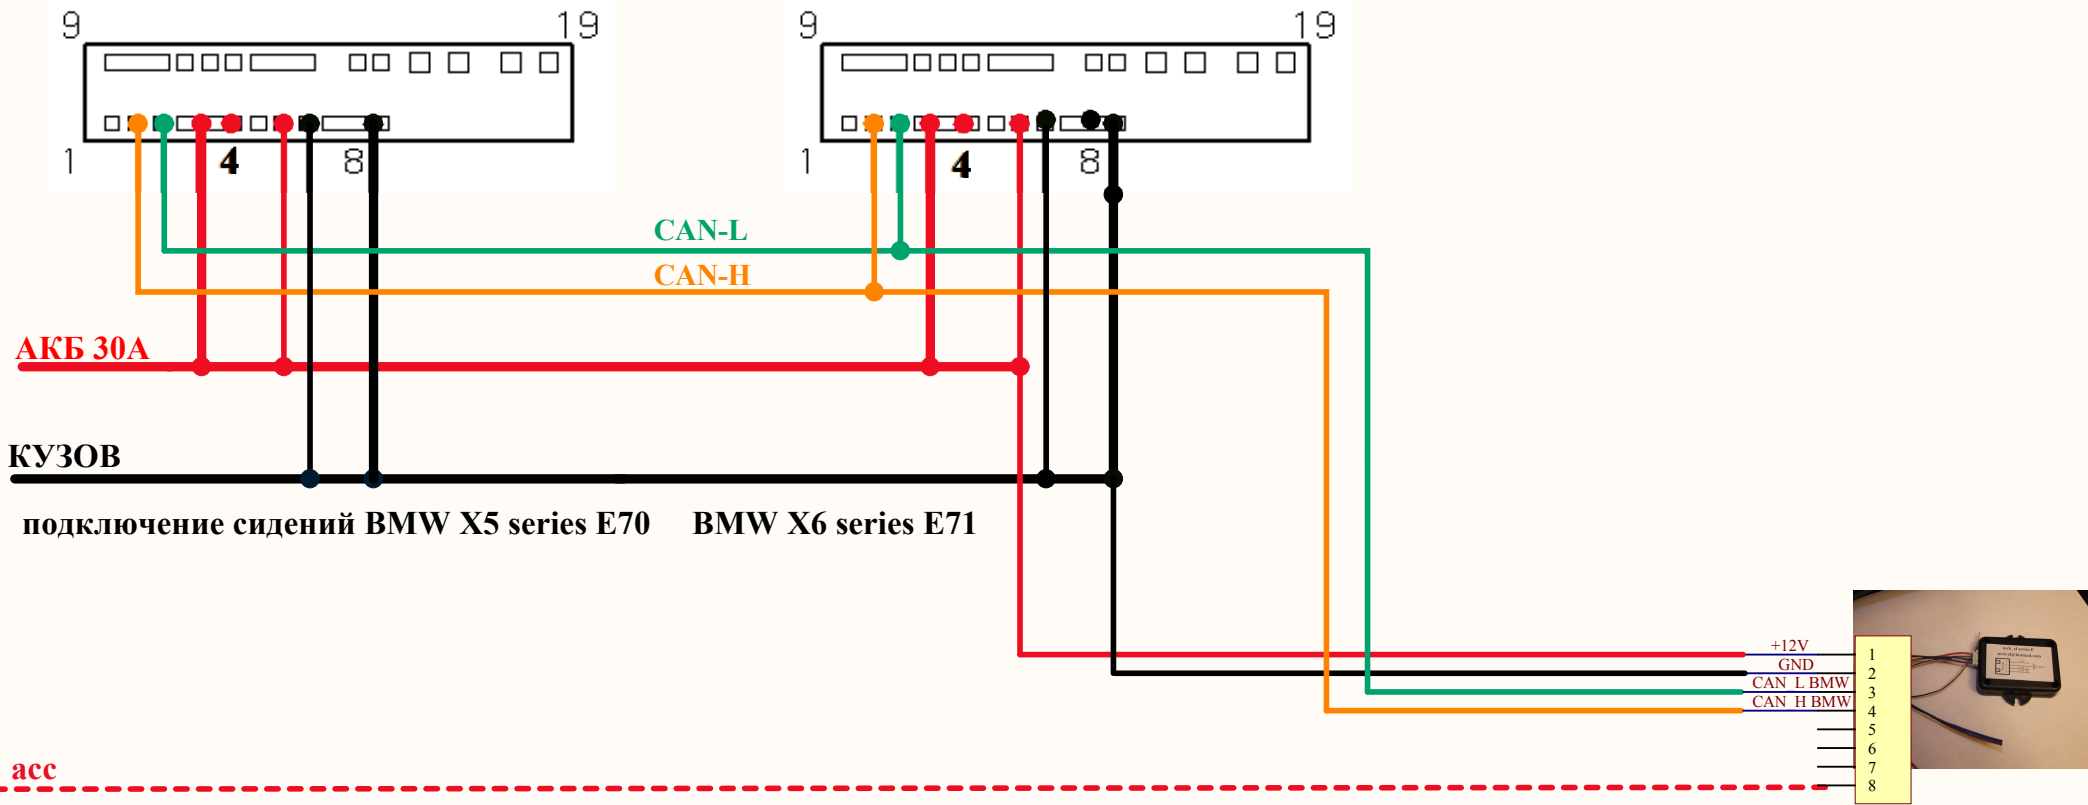 9 19 9 19
1 4 8 1 4 8
CAN-L
CAN-H
АКБ 30А
КУЗОВ
подключение сидений BMW X5 series E70 BMW X6 series E71
+12V 1
GND 2
CAN L BMW 3
CAN H BMW 4
5
6
7
acc 8